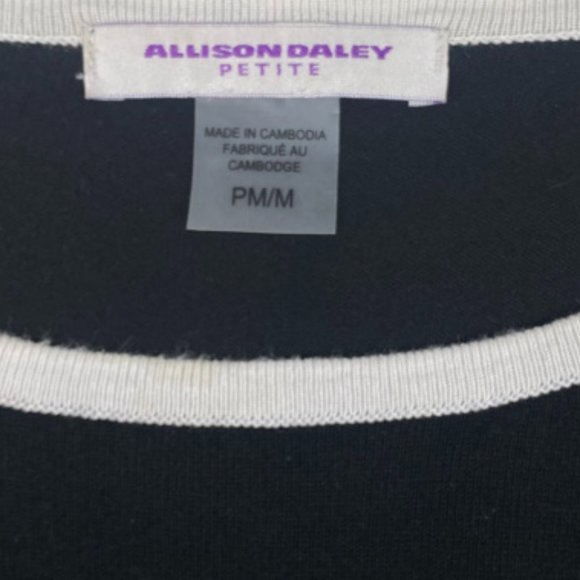 ALLISON DALEY
PETITE
MADE IN CAMBODIA
FABRIQUÉ AU
CAMBODGE
PM/M